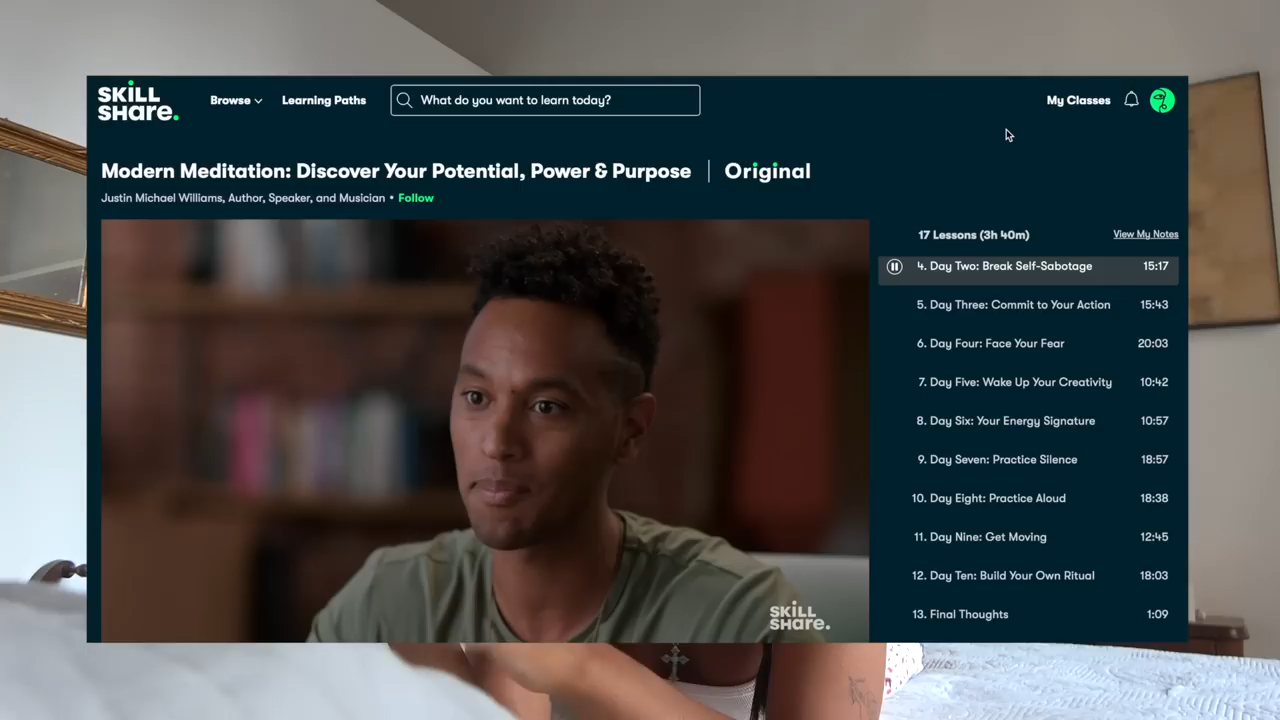 SKILL
SHare.
Browse
Learning Paths
What do you want to learn today?
My Classes
Modern Meditation: Discover Your Potential, Power & Purpose | Original
Justin Michael Williams, Author, Speaker, and Musician • Follow
17 Lessons (3h 40m)
View My Notes
4. Day Two: Break Self-Sabotage 15:17
5. Day Three: Commit to Your Action 15:43
6. Day Four: Face Your Fear 20:03
7. Day Five: Wake Up Your Creativity 10:42
8. Day Six: Your Energy Signature 10:57
9. Day Seven: Practice Silence 18:57
10. Day Eight: Practice Aloud 18:38
11. Day Nine: Get Moving 12:45
12. Day Ten: Build Your Own Ritual 18:03
13. Final Thoughts 1:09
SKILL
SHare.